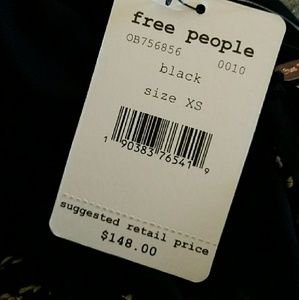 free people
OB756856 0010
black
size XS
1 90383 76541 9
suggested retail price
$148.00